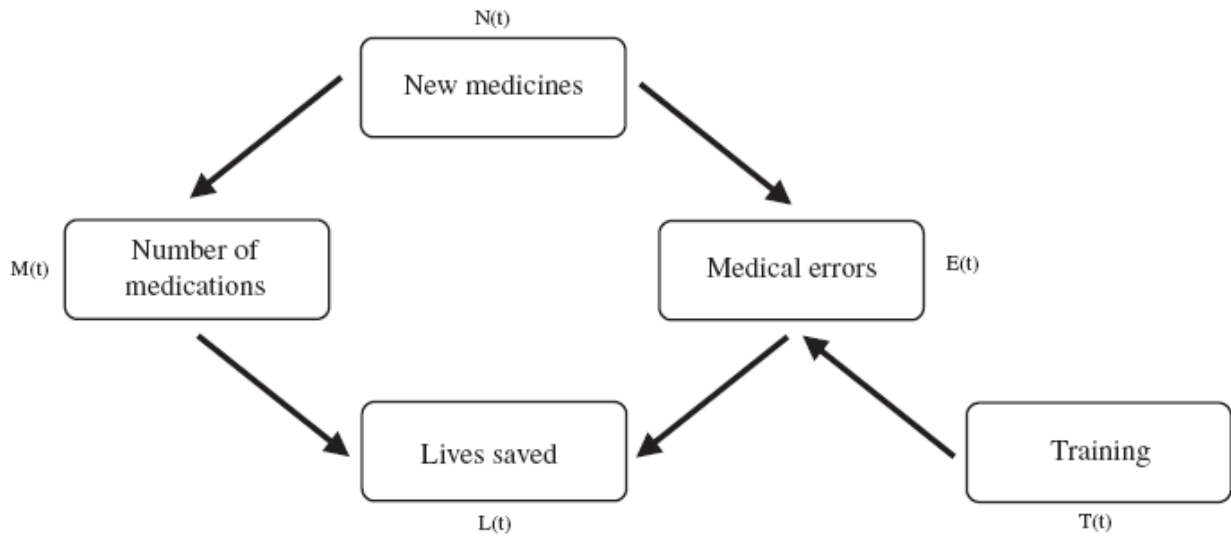 N(t)
New medicines
Number of
medications
M(t)
Medical errors
E(t)
Lives saved
L(t)
Training
T(t)